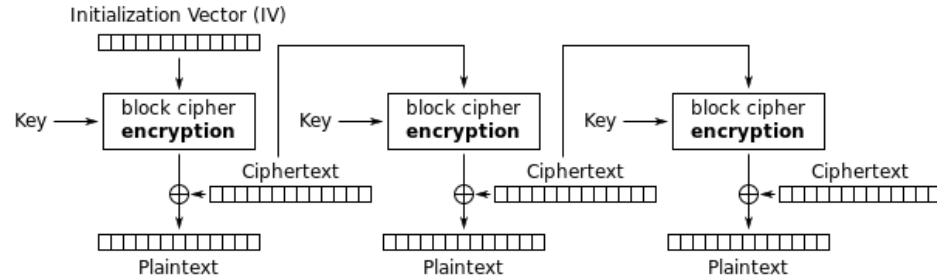 Initialization Vector (IV)
Key
block cipher
encryption
Key
block cipher
encryption
Key
block cipher
encryption
Ciphertext
Ciphertext
Ciphertext
Plaintext
Plaintext
Plaintext